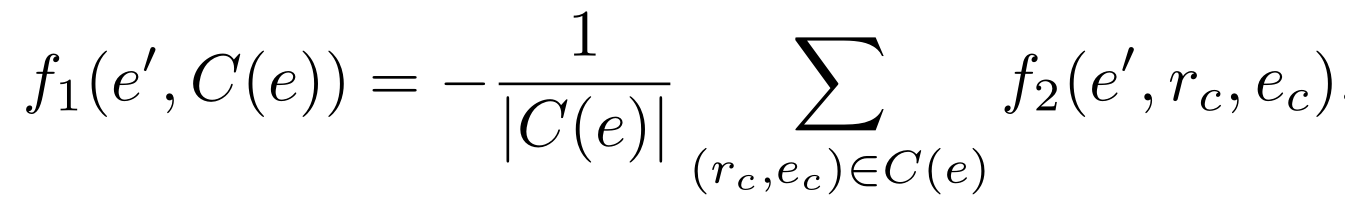 f_1(e', C(e)) = -\frac{1}{|C(e)|} \sum_{(r_c, e_c) \in C(e)} f_2(e', r_c, e_c).